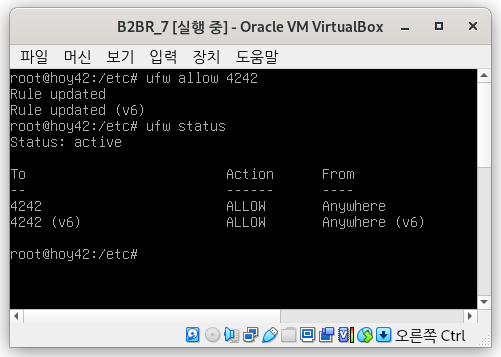 B2BR_7 [실행 중] - Oracle VM VirtualBox
파일 머신 보기 입력 장치 도움말
root@hoy42:/etc# ufw allow 4242
Rule updated
Rule updated (v6)
root@hoy42:/etc# ufw status
Status: active
To Action From
-- ------ ----
4242 ALLOW Anywhere
4242 (v6) ALLOW Anywhere (v6)
root@hoy42:/etc#
오른쪽 Ctrl